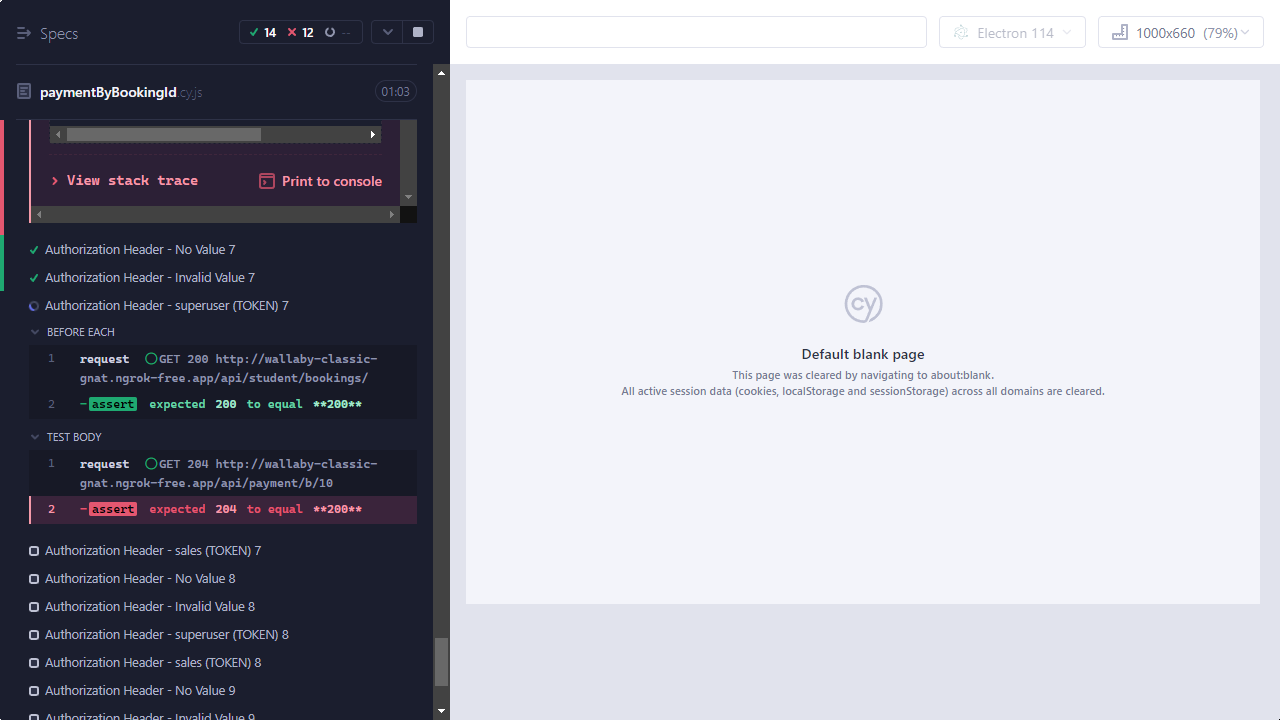 Specs
14 12 --
Electron 114
1000x660 (79%)
paymentByBookingId.cy.js
01:03
View stack trace
Print to console
Authorization Header - No Value 7
Authorization Header - Invalid Value 7
Authorization Header - superuser (TOKEN) 7
BEFORE EACH
1 request GET 200 http://wallaby-classic-
gnat.ngrok-free.app/api/student/bookings/
2 -assert expected 200 to equal **200**
TEST BODY
1 request GET 204 http://wallaby-classic-
gnat.ngrok-free.app/api/payment/b/10
2 -assert expected 204 to equal **200**
Authorization Header - sales (TOKEN) 7
Authorization Header - No Value 8
Authorization Header - Invalid Value 8
Authorization Header - superuser (TOKEN) 8
Authorization Header - sales (TOKEN) 8
Authorization Header - No Value 9
Authorization Header - Invalid Value 9
cy
Default blank page
This page was cleared by navigating to about:blank.
All active session data (cookies, localStorage and sessionStorage) across all domains are cleared.